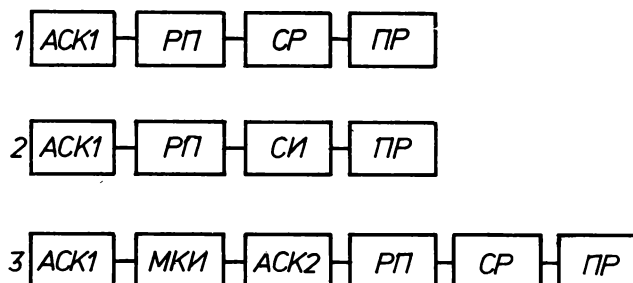 1 АСК1 РП СР ПР
2 АСК1 РП СИ ПР
3 АСК1 МКИ АСК2 РП СР ПР